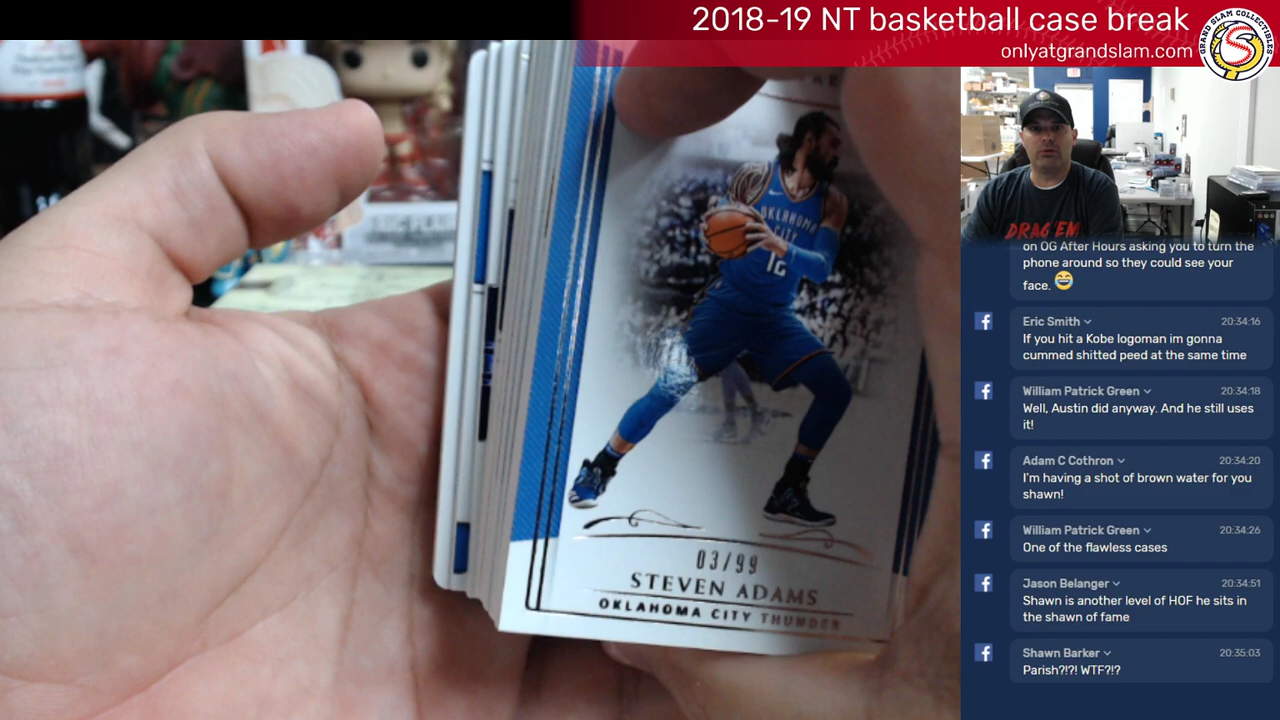 2018-19 NT basketball case break
onlyatgrandslam.com
GRAND SLAM COLLECTIBLES
S
OKLAHOMA
CITY
12
03/99
STEVEN ADAMS
OKLAHOMA CITY THUNDER
DRAG'EM
on OG After Hours asking you to turn the
phone around so they could see your
face. 😂
Eric Smith 20:34:16
If you hit a Kobe logoman im gonna
cummed shitted peed at the same time
William Patrick Green 20:34:18
Well, Austin did anyway. And he still uses
it!
Adam C Cothron 20:34:20
I'm having a shot of brown water for you
shawn!
William Patrick Green 20:34:26
One of the flawless cases
Jason Belanger 20:34:51
Shawn is another level of HOF he sits in
the shawn of fame
Shawn Barker 20:35:03
Parish?!?! WTF?!?